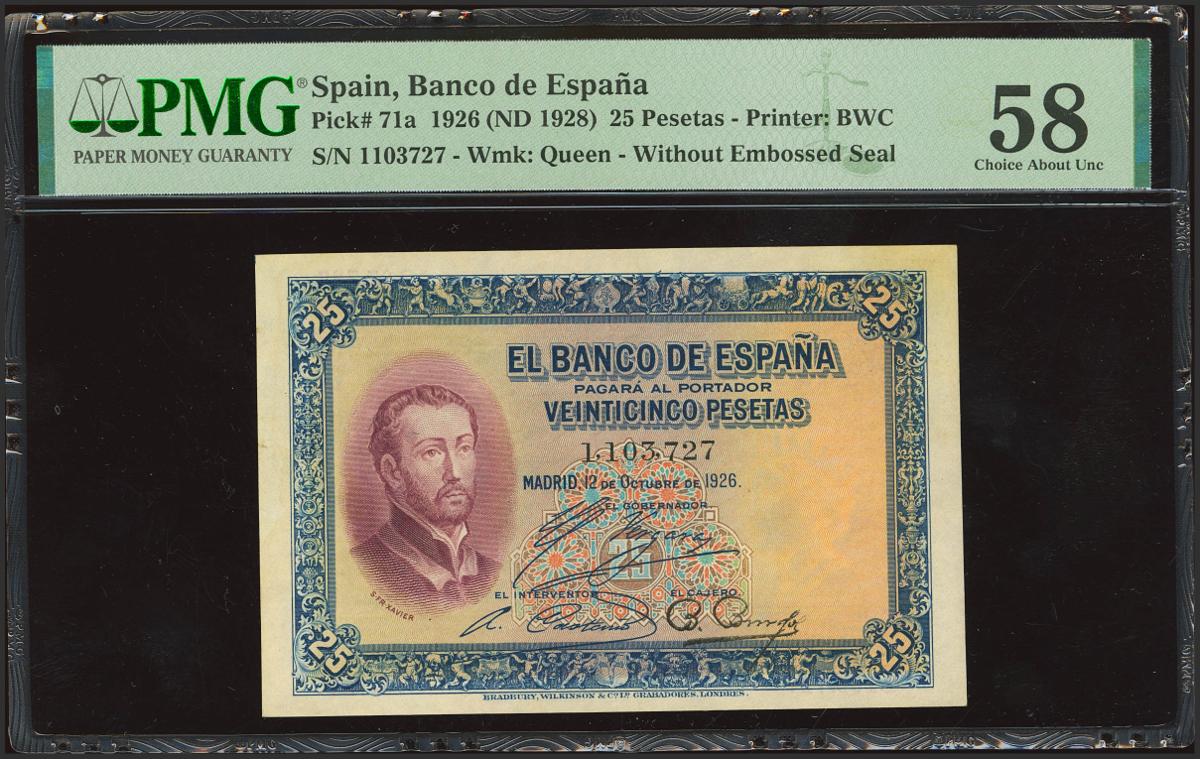 PMG®
PAPER MONEY GUARANTY
Spain, Banco de España
Pick# 71a 1926 (ND 1928) 25 Pesetas - Printer: BWC
S/N 1103727 - Wmk: Queen - Without Embossed Seal
58
Choice About Unc
25
25
EL BANCO DE ESPAÑA
PAGARÁ AL PORTADOR
VEINTICINCO PESETAS
1.103.727
MADRID, 12 DE OCTUBRE DE 1926.
EL GOBERNADOR,
25
EL INTERVENTOR
EL CAJERO
S. FR. XAVIER
25
25
BRADBURY, WILKINSON & Cº Lᴰ GRABADORES, LONDRES.